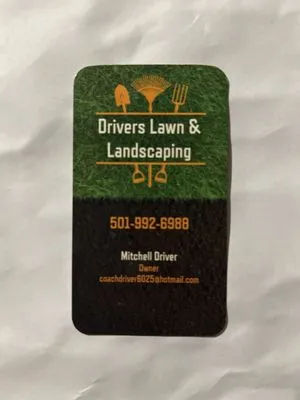 Drivers Lawn &
Landscaping
501-992-6988
Mitchell Driver
Owner
coachdriver6025@hotmail.com